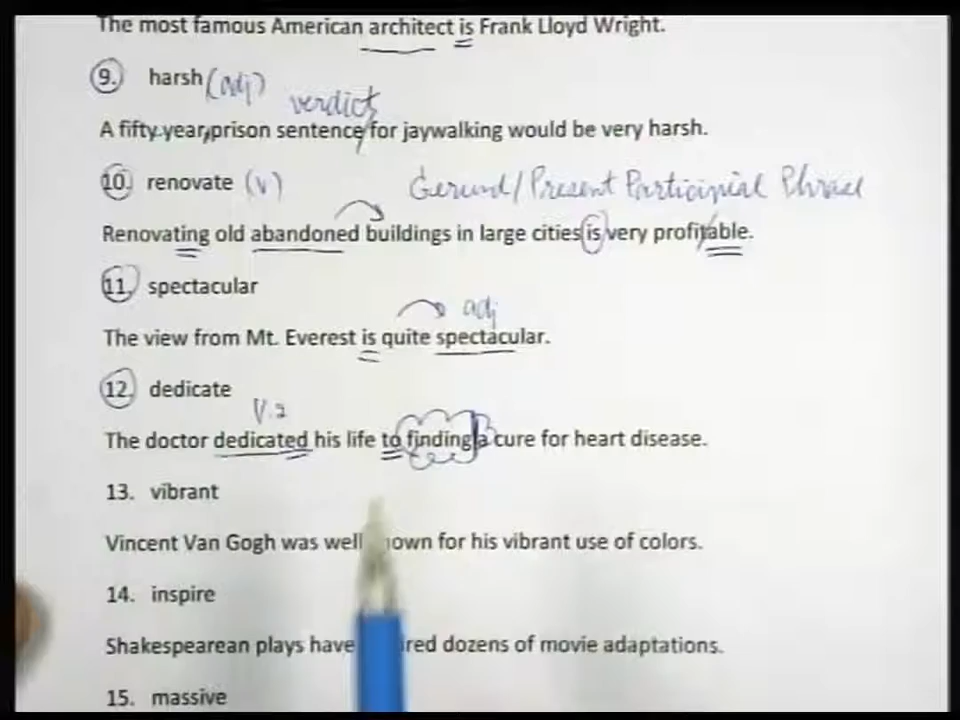 The most famous American architect is Frank Lloyd Wright.
9. harsh (adj)
verdict
A fifty-year prison sentence for jaywalking would be very harsh.
10. renovate (v) Gerund/Present Participial Phrase
Renovating old abandoned buildings in large cities is very profitable.
11. spectacular
adj
The view from Mt. Everest is quite spectacular.
12. dedicate
V.2
The doctor dedicated his life to finding a cure for heart disease.
13. vibrant
Vincent Van Gogh was well nown for his vibrant use of colors.
14. inspire
Shakespearean plays have ired dozens of movie adaptations.
15. massive